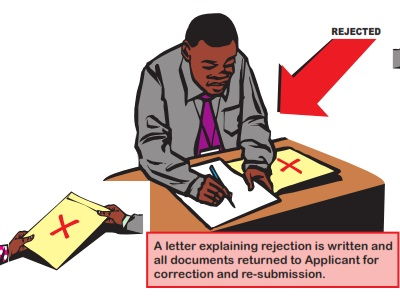 REJECTED
A letter explaining rejection is written and
all documents returned to Applicant for
correction and re-submission.